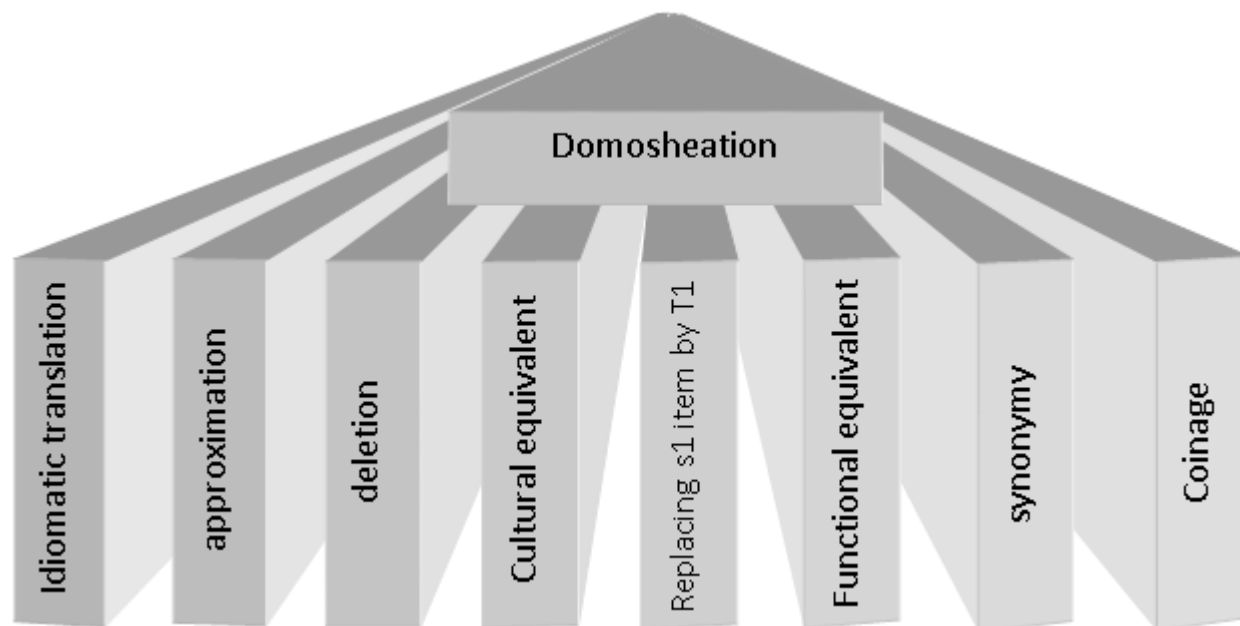 Domosheation
Idiomatic translation
approximation
deletion
Cultural equivalent
Replacing s1 item by T1
Functional equivalent
synonymy
Coinage